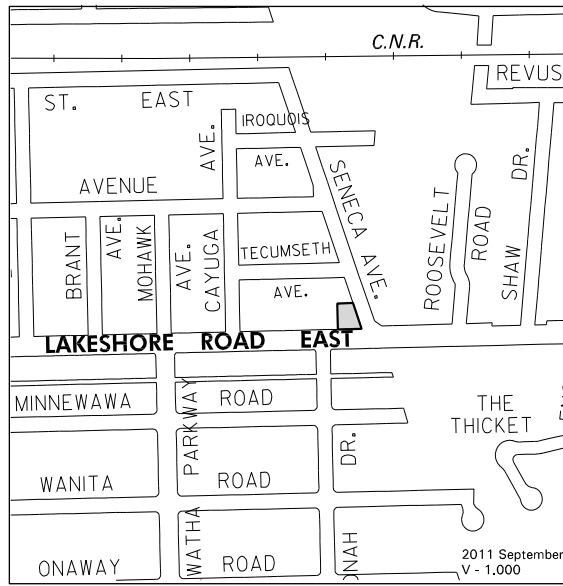 C.N.R.
REVUS
ST. EAST
IROQUOIS
AVE.
AVE.
AVENUE
SENECA AVE.
DR.
ROOSEVELT
ROAD
SHAW
BRANT
AVE.
MOHAWK
AVE.
CAYUGA
TECUMSETH
AVE.
LAKESHORE ROAD EAST
MINNEWAWA ROAD
PARKWAY
THE
THICKET
DR.
WANITA ROAD
WATHA
NAH
ONAWAY ROAD
2011 September
V - 1.000